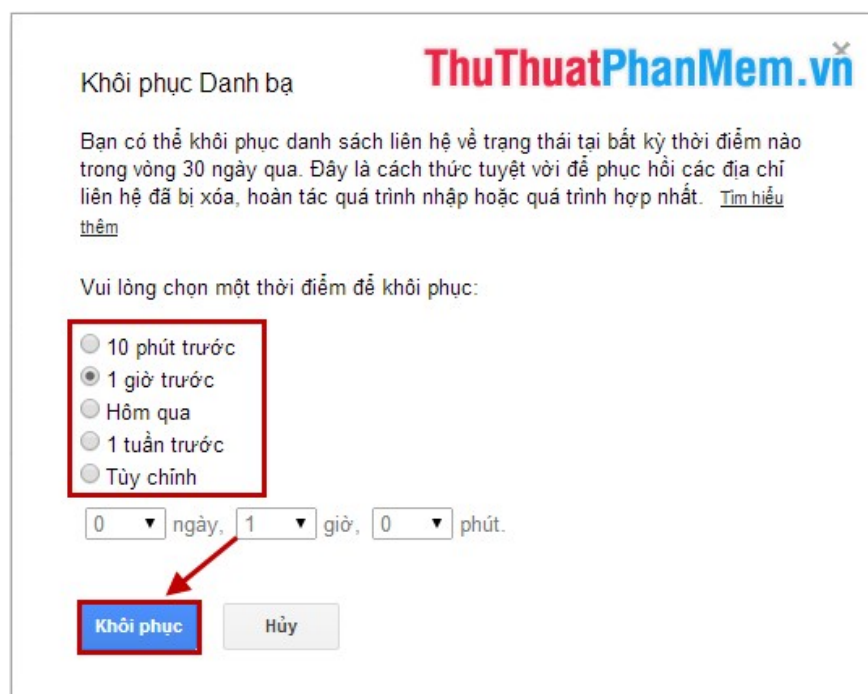 ThuThuatPhanMem.vn
Khôi phục Danh bạ
Bạn có thể khôi phục danh sách liên hệ về trạng thái tại bất kỳ thời điểm nào
trong vòng 30 ngày qua. Đây là cách thức tuyệt vời để phục hồi các địa chỉ
liên hệ đã bị xóa, hoàn tác quá trình nhập hoặc quá trình hợp nhất. Tìm hiểu
thêm
Vui lòng chọn một thời điểm để khôi phục:
10 phút trước
1 giờ trước
Hôm qua
1 tuần trước
Tùy chỉnh
0 ngày, 1 giờ, 0 phút.
Khôi phục Hủy